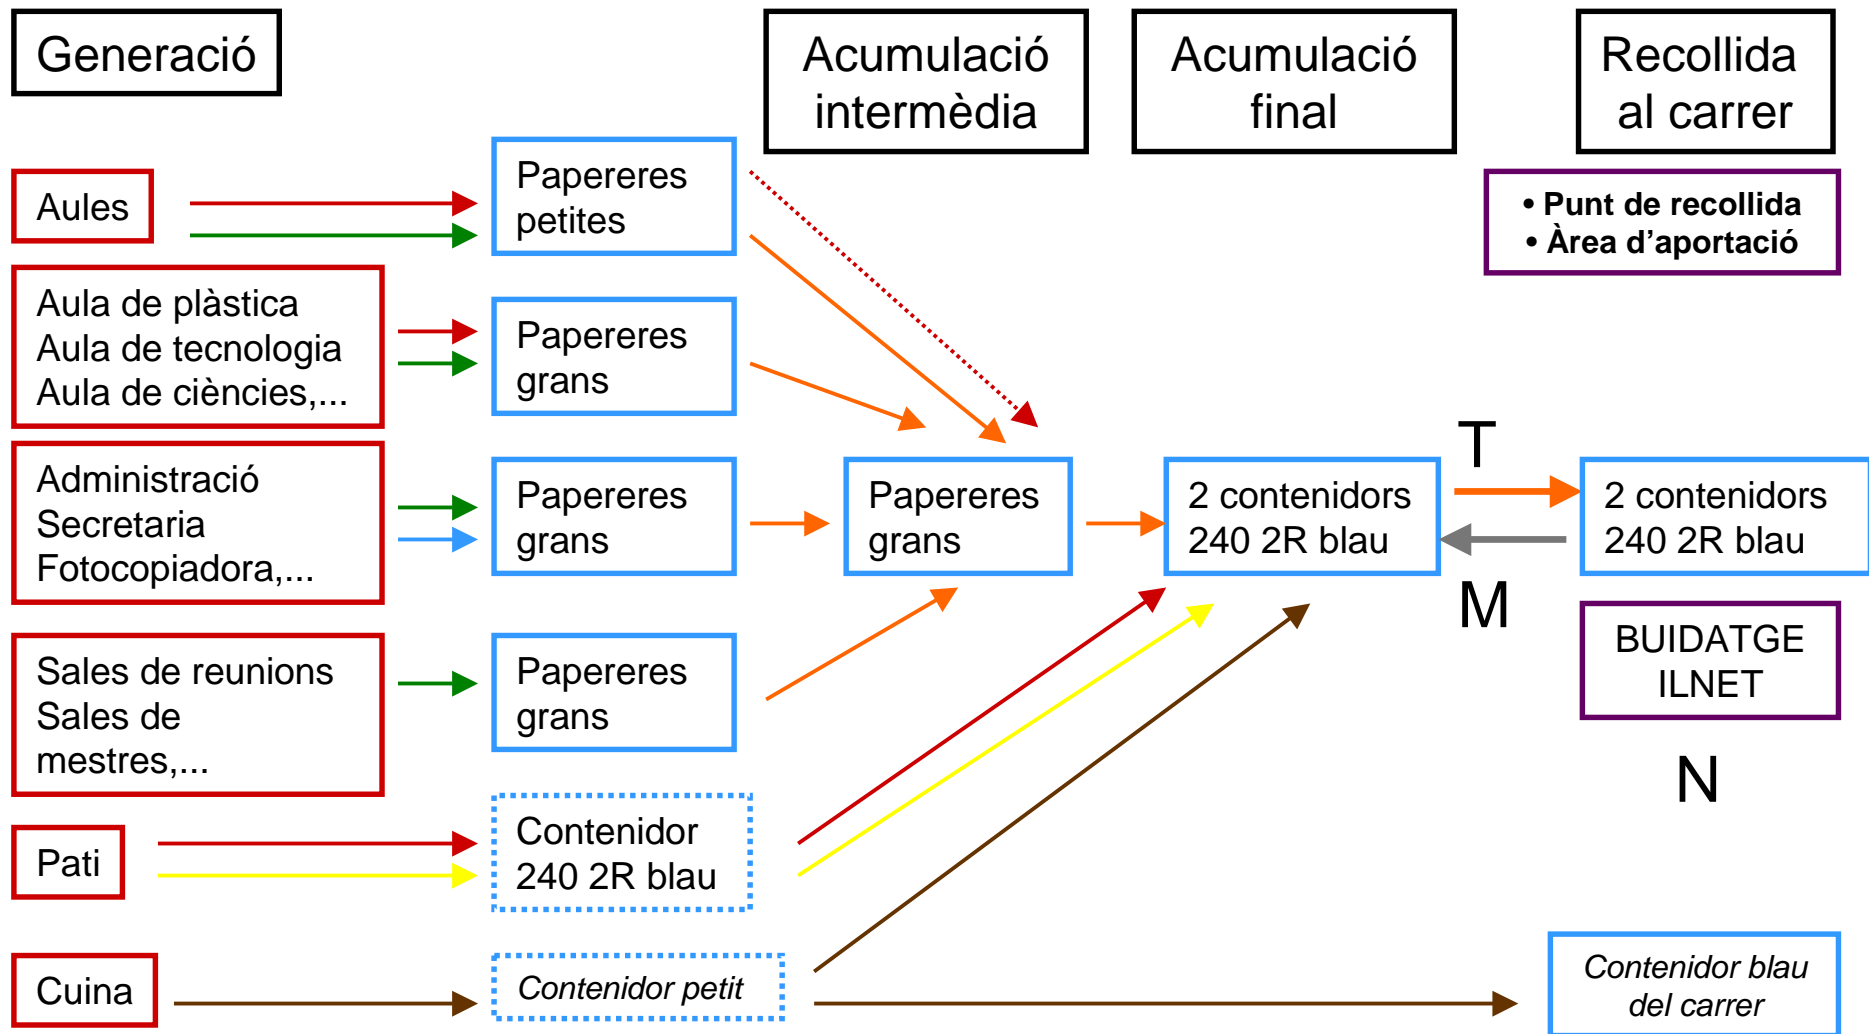 Generació
Acumulació
intermèdia
Acumulació
final
Recollida
al carrer
Aules
Papereres
petites
• Punt de recollida
• Àrea d’aportació
Aula de plàstica
Aula de tecnologia
Aula de ciències,...
Papereres
grans
Administració
Secretaria
Fotocopiadora,...
Papereres
grans
Papereres
grans
2 contenidors
240 2R blau
T
M
2 contenidors
240 2R blau
Sales de reunions
Sales de
mestres,...
Papereres
grans
BUIDATGE
ILNET
N
Pati
Contenidor
240 2R blau
Cuina
Contenidor petit
Contenidor blau
del carrer